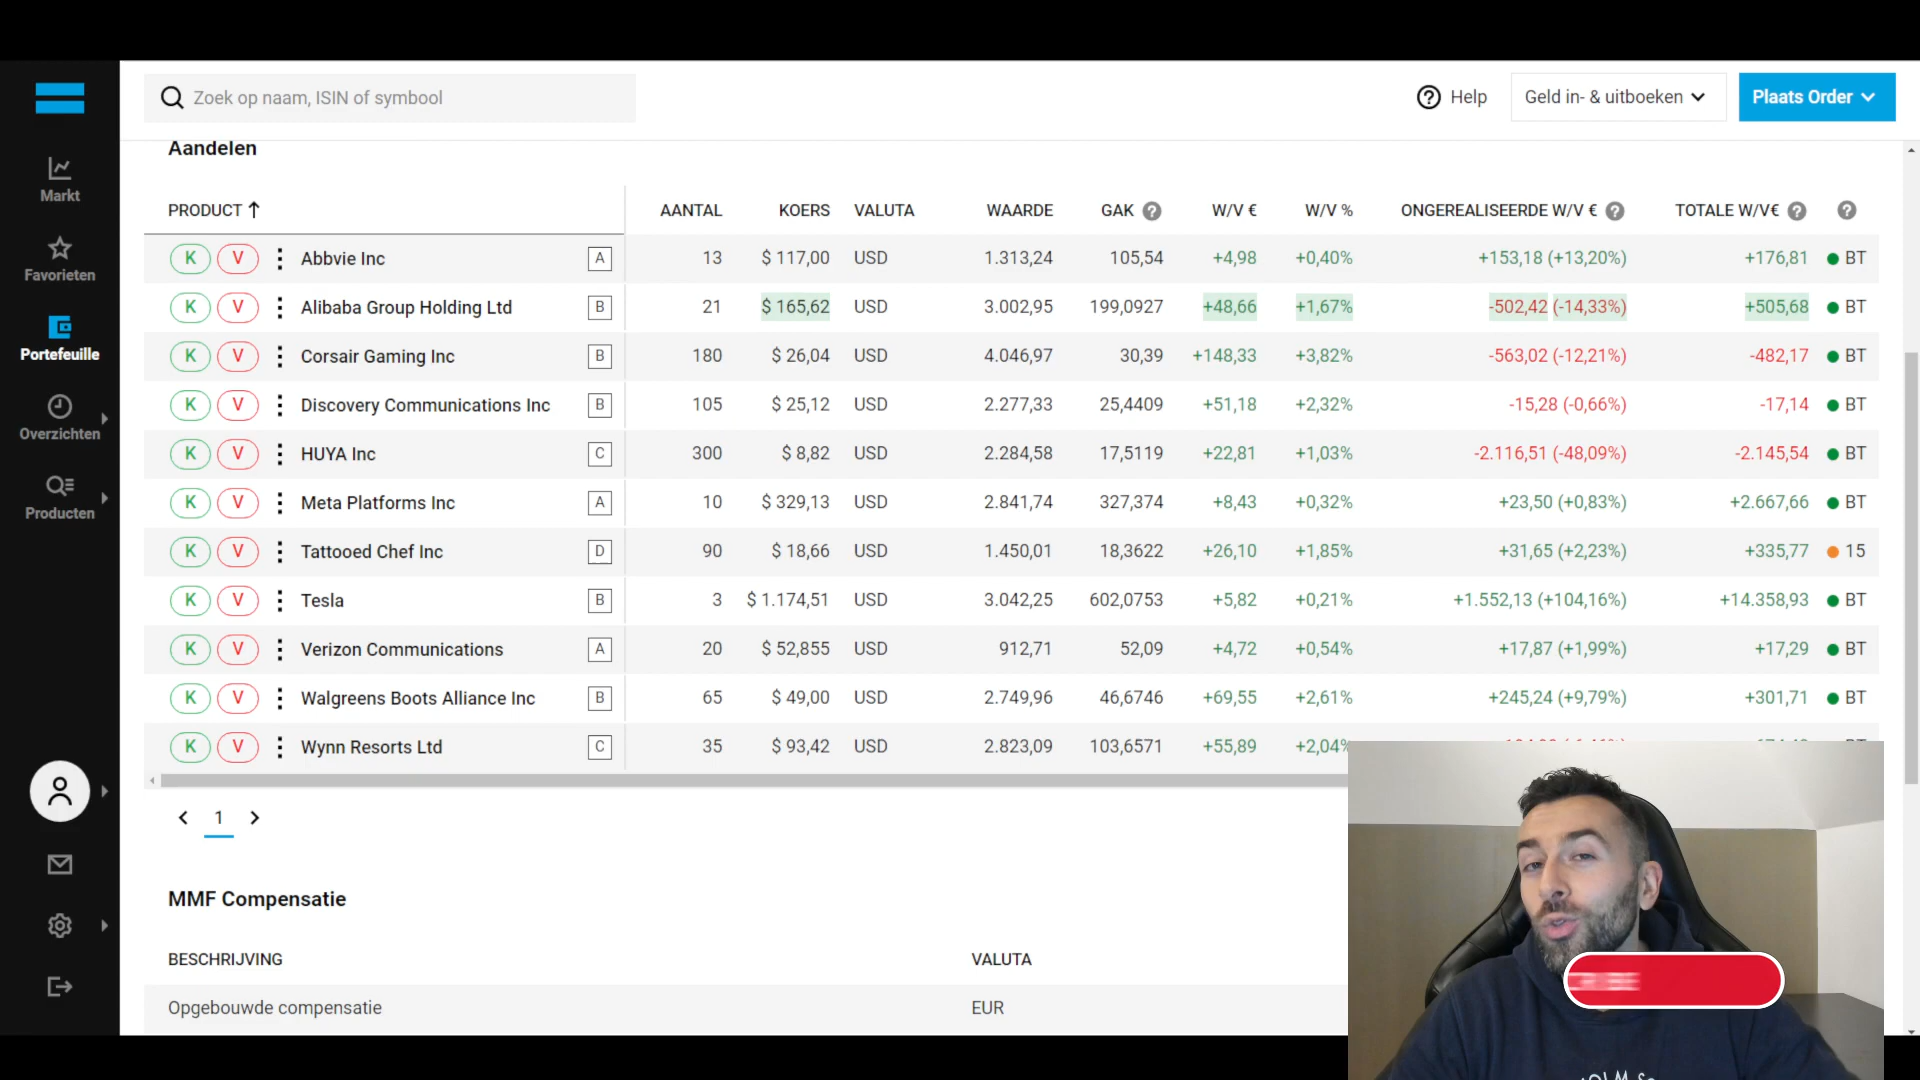 Zoek op naam, ISIN of symbool
Help
Geld in- & uitboeken
Plaats Order
Markt
Favorieten
Portefeuille
Overzichten
Producten
Aandelen
PRODUCT AANTAL KOERS VALUTA WAARDE GAK W/V € W/V % ONGEREALISEERDE W/V € TOTALE W/V€
K V Abbvie Inc A 13 $ 117,00 USD 1.313,24 105,54 +4,98 +0,40% +153,18 (+13,20%) +176,81 BT
K V Alibaba Group Holding Ltd B 21 $ 165,62 USD 3.002,95 199,0927 +48,66 +1,67% -502,42 (-14,33%) +505,68 BT
K V Corsair Gaming Inc B 180 $ 26,04 USD 4.046,97 30,39 +148,33 +3,82% -563,02 (-12,21%) -482,17 BT
K V Discovery Communications Inc B 105 $ 25,12 USD 2.277,33 25,4409 +51,18 +2,32% -15,28 (-0,66%) -17,14 BT
K V HUYA Inc C 300 $ 8,82 USD 2.284,58 17,5119 +22,81 +1,03% -2.116,51 (-48,09%) -2.145,54 BT
K V Meta Platforms Inc A 10 $ 329,13 USD 2.841,74 327,374 +8,43 +0,32% +23,50 (+0,83%) +2.667,66 BT
K V Tattooed Chef Inc D 90 $ 18,66 USD 1.450,01 18,3622 +26,10 +1,85% +31,65 (+2,23%) +335,77 15
K V Tesla B 3 $ 1.174,51 USD 3.042,25 602,0753 +5,82 +0,21% +1.552,13 (+104,16%) +14.358,93 BT
K V Verizon Communications A 20 $ 52,855 USD 912,71 52,09 +4,72 +0,54% +17,87 (+1,99%) +17,29 BT
K V Walgreens Boots Alliance Inc B 65 $ 49,00 USD 2.749,96 46,6746 +69,55 +2,61% +245,24 (+9,79%) +301,71 BT
K V Wynn Resorts Ltd C 35 $ 93,42 USD 2.823,09 103,6571 +55,89 +2,04%
1
MMF Compensatie
BESCHRIJVING VALUTA
Opgebouwde compensatie EUR